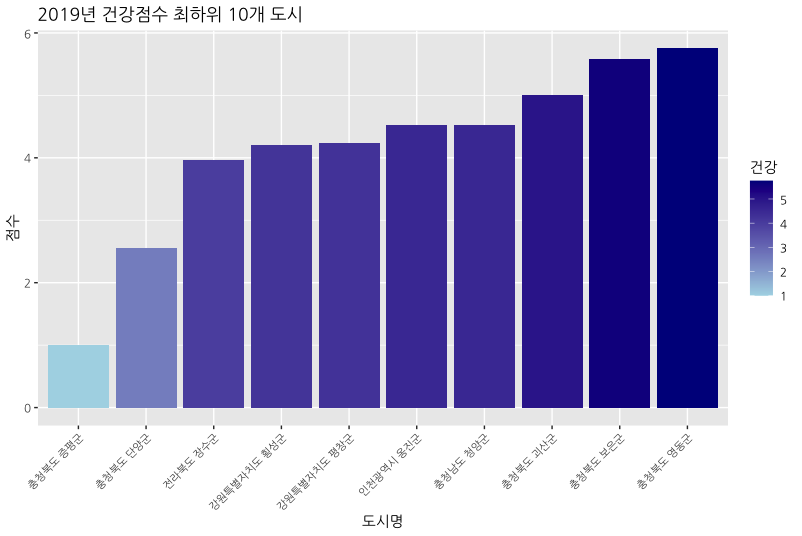 2019년 건강점수 최하위 10개 도시
점수
6
4
2
0
충청북도 증평군
충청북도 단양군
전라북도 장수군
강원특별자치도 횡성군
강원특별자치도 평창군
인천광역시 옹진군
충청남도 청양군
충청북도 괴산군
충청북도 보은군
충청북도 영동군
도시명
건강
5
4
3
2
1